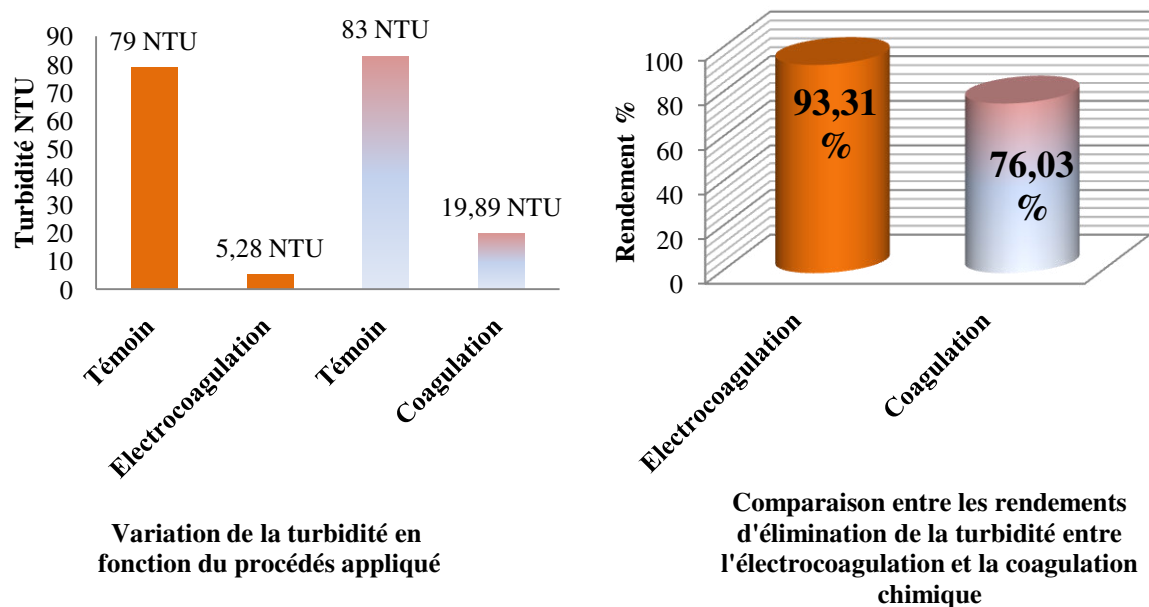 Turbidité NTU
90
80
70
60
50
40
30
20
10
0
79 NTU
5,28 NTU
83 NTU
19,89 NTU
Témoin
Electrocoagulation
Témoin
Coagulation
Variation de la turbidité en
fonction du procédés appliqué
Rendement %
100
80
60
40
20
0
93,31
%
76,03
%
Electrocoagulation
Coagulation
Comparaison entre les rendements
d'élimination de la turbidité entre
l'électrocoagulation et la coagulation
chimique